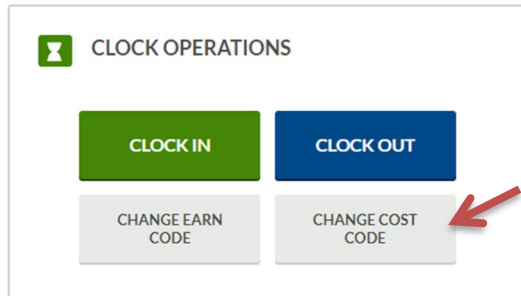 CLOCK OPERATIONS
CLOCK IN
CLOCK OUT
CHANGE EARN
CODE
CHANGE COST
CODE